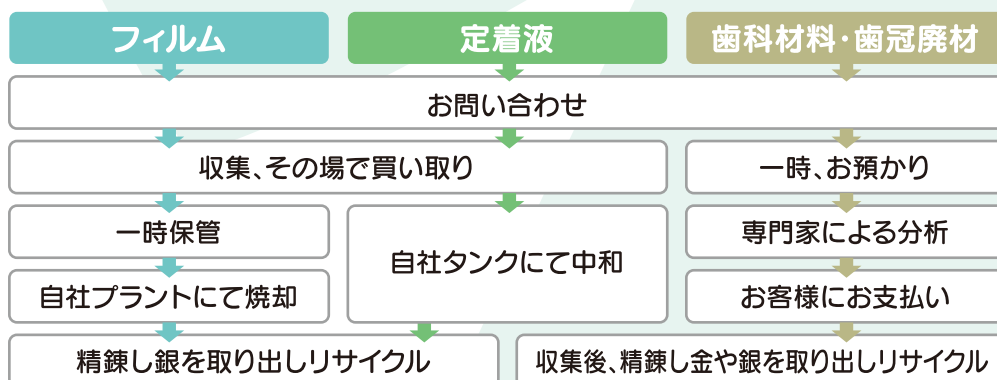 フィルム
定着液
歯科材料・歯冠廃材
お問い合わせ
収集、その場で買い取り
一時、お預かり
一時保管
自社タンクにて中和
専門家による分析
自社プラントにて焼却
お客様にお支払い
精錬し銀を取り出しリサイクル
収集後、精錬し金や銀を取り出しリサイクル